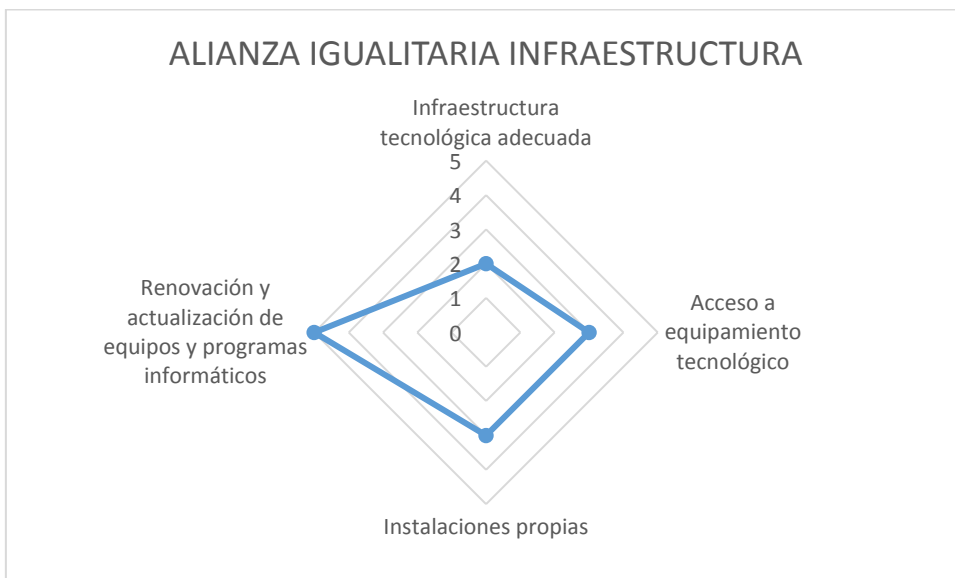 ALIANZA IGUALITARIA INFRAESTRUCTURA
Infraestructura
tecnológica adecuada
5
4
3
2
1
0
Acceso a
equipamiento
tecnológico
Instalaciones propias
Renovación y
actualización de
equipos y programas
informáticos